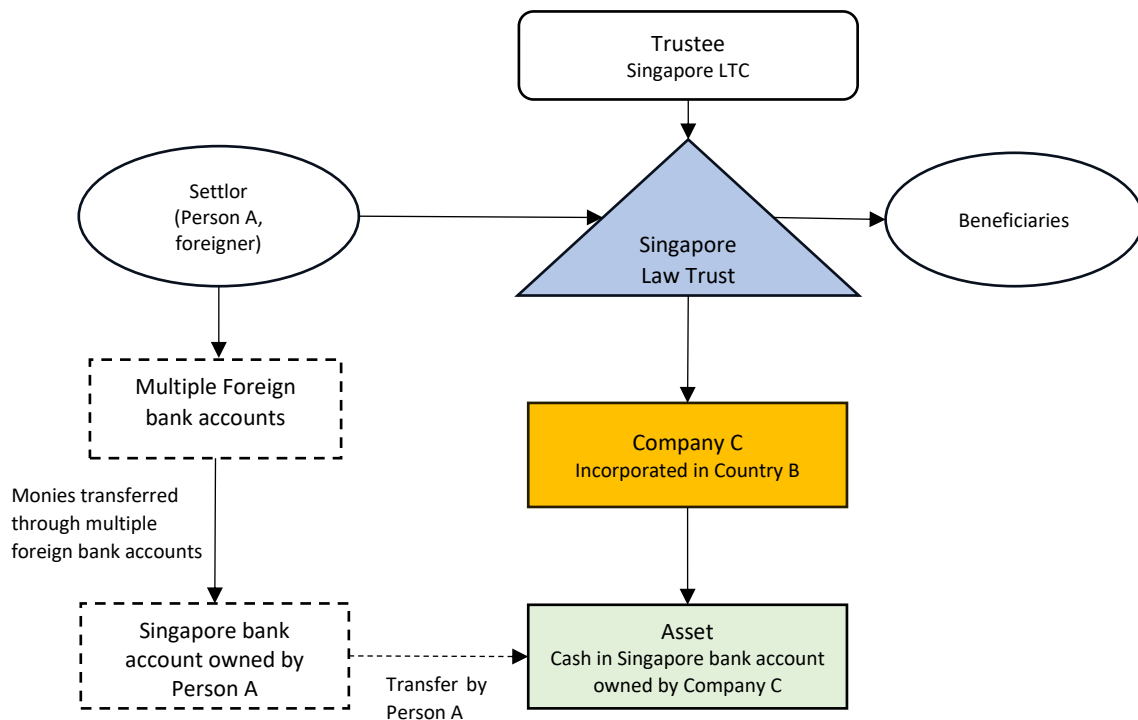 Trustee
Singapore LTC
Settlor
(Person A,
foreigner)
Singapore
Law Trust
Beneficiaries
Multiple Foreign
bank accounts
Company C
Incorporated in Country B
Monies transferred
through multiple
foreign bank accounts
Singapore bank
account owned by
Person A
Transfer by
Person A
Asset
Cash in Singapore bank account
owned by Company C